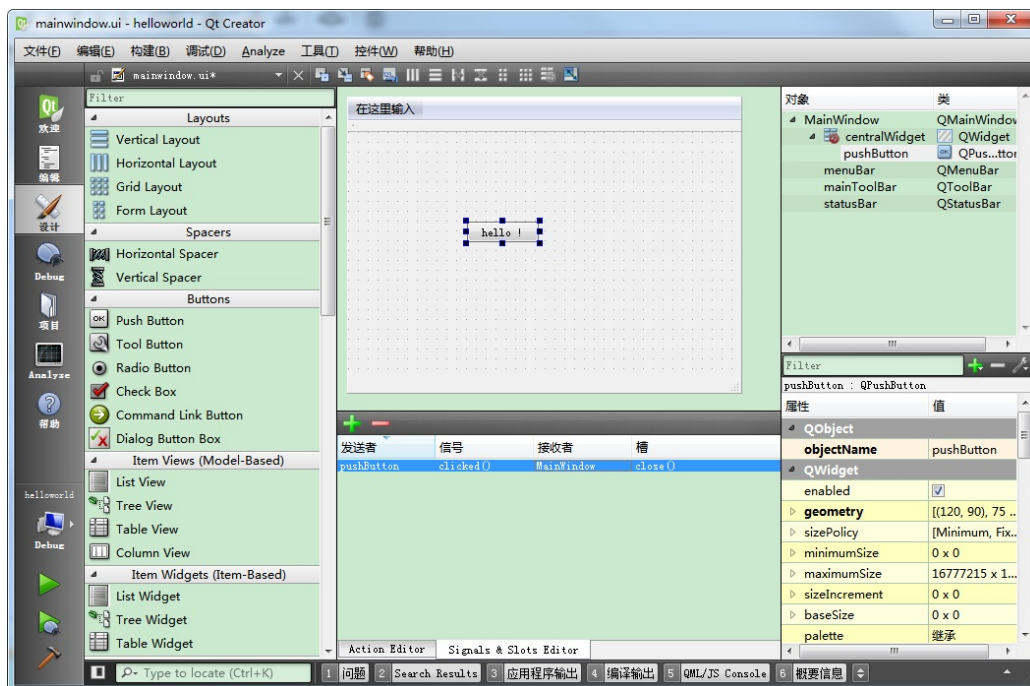 mainwindow.ui - helloworld - Qt Creator
文件(F) 编辑(E) 构建(B) 调试(D) Analyze 工具(T) 控件(W) 帮助(H)
mainwindow.ui*
欢迎
编辑
设计
Debug
项目
Analyze
帮助
helloworld
Debug
Filter
Layouts
Vertical Layout
Horizontal Layout
Grid Layout
Form Layout
Spacers
Horizontal Spacer
Vertical Spacer
Buttons
OK Push Button
Tool Button
Radio Button
Check Box
Command Link Button
Dialog Button Box
Item Views (Model-Based)
List View
Tree View
Table View
Column View
Item Widgets (Item-Based)
List Widget
Tree Widget
Table Widget
在这里输入
hello !
发送者 信号 接收者 槽
pushButton clicked() MainWindow close()
Action Editor Signals & Slots Editor
对象 类
MainWindow QMainWindow
centralWidget QWidget
pushButton QPus...tton
menuBar QMenuBar
mainToolBar QToolBar
statusBar QStatusBar
Filter
pushButton : QPushButton
属性 值
QObject
objectName pushButton
QWidget
enabled
geometry [(120, 90), 75 ..
sizePolicy [Minimum, Fix..
minimumSize 0 x 0
maximumSize 16777215 x 1...
sizeIncrement 0 x 0
baseSize 0 x 0
palette 继承
Type to locate (Ctrl+K) 1 问题 2 Search Results 3 应用程序输出 4 编译输出 5 QML/JS Console 6 概要信息